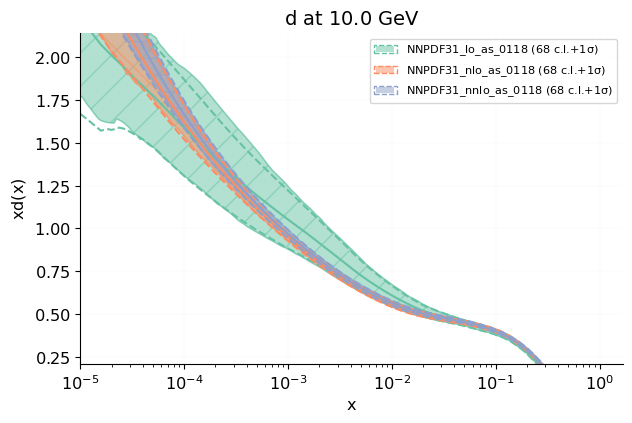 d at 10.0 GeV
NNPDF31_lo_as_0118 (68 c.l.+1σ)
NNPDF31_nlo_as_0118 (68 c.l.+1σ)
NNPDF31_nnlo_as_0118 (68 c.l.+1σ)
xd(x)
2.00
1.75
1.50
1.25
1.00
0.75
0.50
0.25
10⁻⁵ 10⁻⁴ 10⁻³ 10⁻² 10⁻¹ 10⁰
x